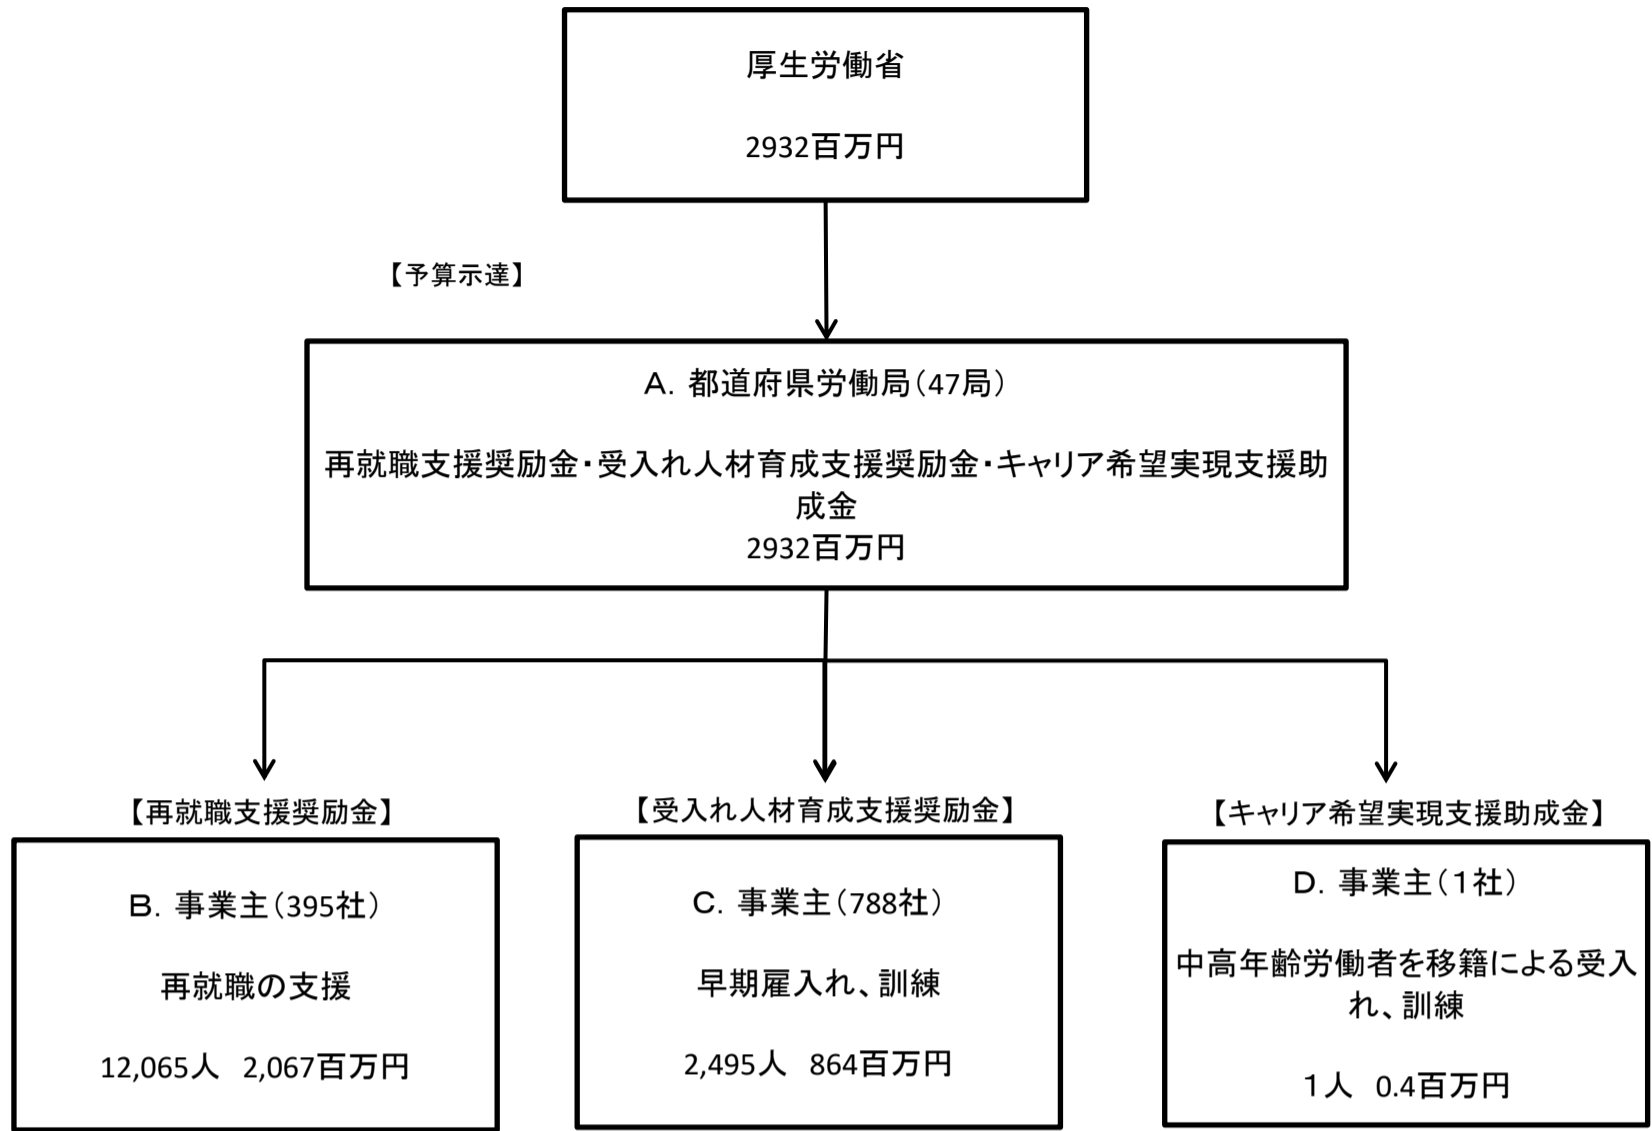 厚生労働省
2932百万円
【予算示達】
A. 都道府県労働局（47局）
再就職支援奨励金・受入れ人材育成支援奨励金・キャリア希望実現支援助
成金
2932百万円
【再就職支援奨励金】
B. 事業主（395社）
再就職の支援
12,065人 2,067百万円
【受入れ人材育成支援奨励金】
C. 事業主（788社）
早期雇入れ、訓練
2,495人 864百万円
【キャリア希望実現支援助成金】
D. 事業主（１社）
中高年齢労働者を移籍による受入
れ、訓練
１人 0.4百万円